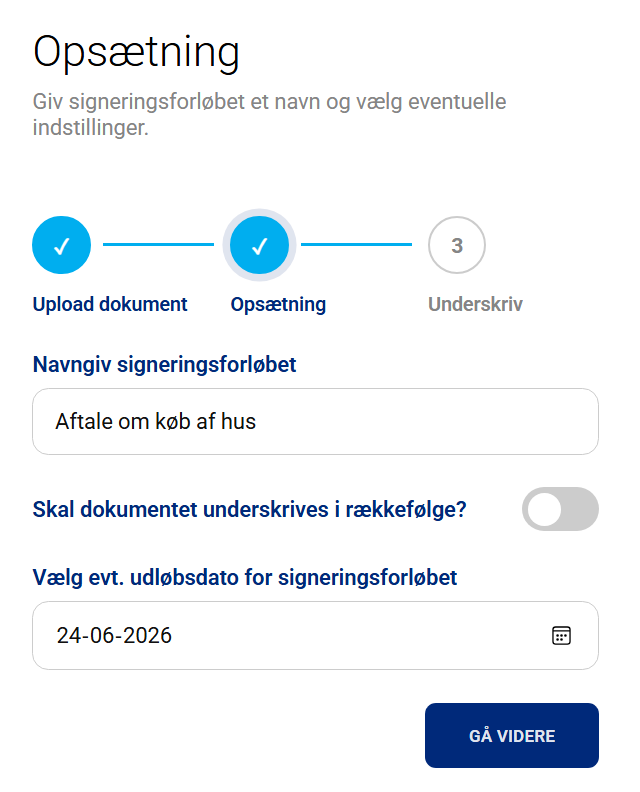 Opsætning
Giv signeringsforløbet et navn og vælg eventuelle
indstillinger.
3
Upload dokument
Opsætning
Underskriv
Navngiv signeringsforløbet
Aftale om køb af hus
Skal dokumentet underskrives i rækkefølge?
Vælg evt. udløbsdato for signeringsforløbet
24-06-2026
GÅ VIDERE